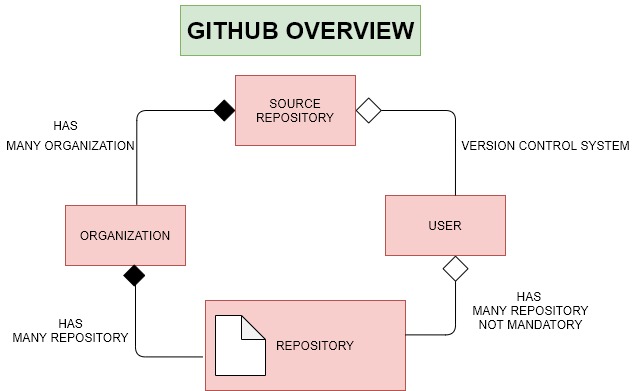 GITHUB OVERVIEW
SOURCE
REPOSITORY
HAS
MANY ORGANIZATION
VERSION CONTROL SYSTEM
ORGANIZATION
USER
HAS
MANY REPOSITORY
REPOSITORY
HAS
MANY REPOSITORY
NOT MANDATORY